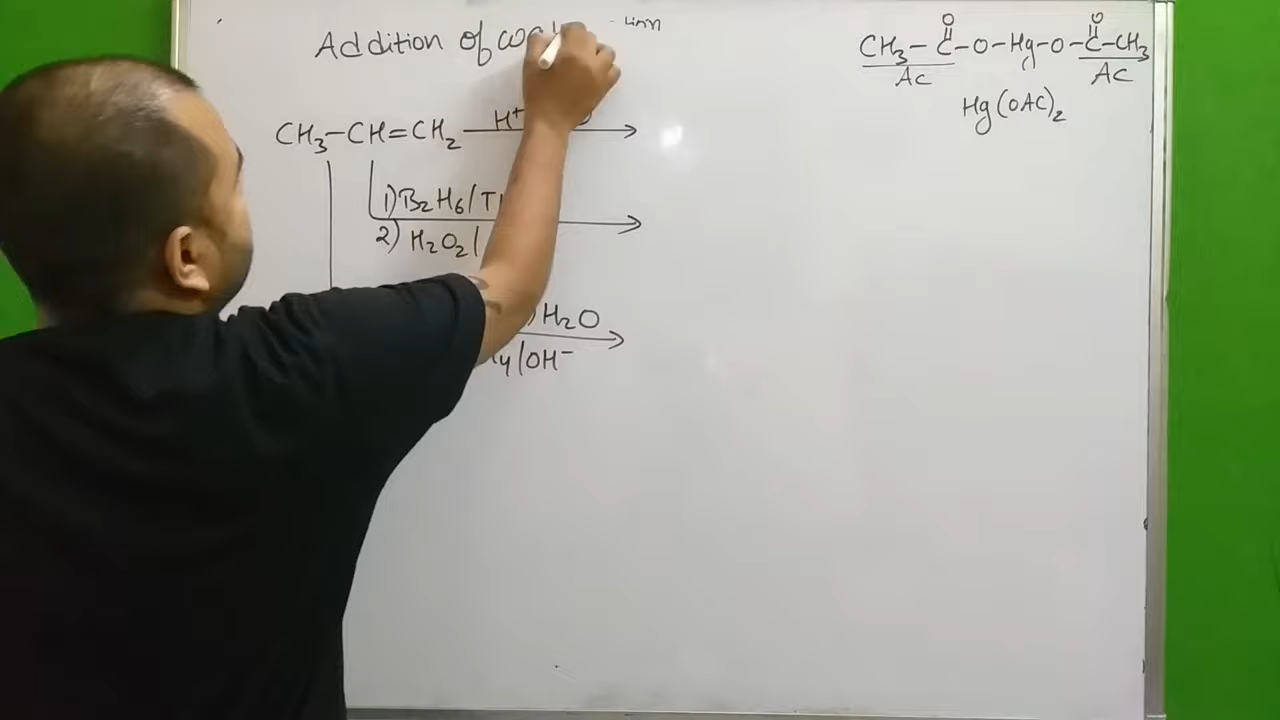 Addition of
CH₃-CH=CH₂ H⁺
1) B₂H₆/T
2) H₂O₂/
H₂O
/OH⁻
CH₃-C-O-Hg-O-C-CH₃
O O
Ac Ac
Hg(OAC)₂